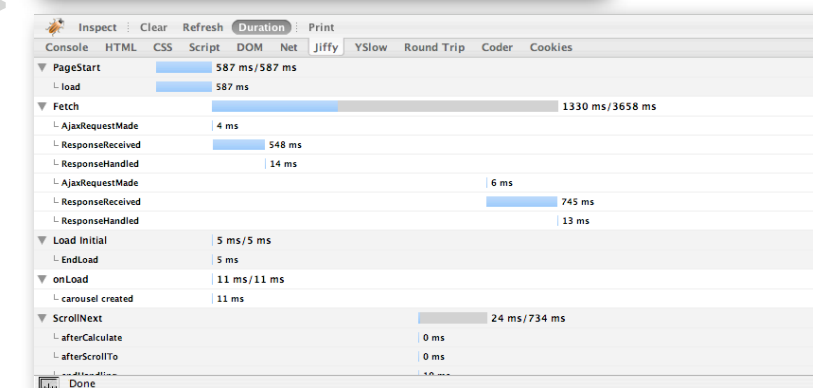 Inspect Clear Refresh Duration Print
Console HTML CSS Script DOM Net Jiffy YSlow Round Trip Coder Cookies
PageStart 587 ms/587 ms
load 587 ms
Fetch 1330 ms/3658 ms
AjaxRequestMade 4 ms
ResponseReceived 548 ms
ResponseHandled 14 ms
AjaxRequestMade 6 ms
ResponseReceived 745 ms
ResponseHandled 13 ms
Load Initial 5 ms/5 ms
EndLoad 5 ms
onLoad 11 ms/11 ms
carousel created 11 ms
ScrollNext 24 ms/734 ms
afterCalculate 0 ms
afterScrollTo 0 ms
Done